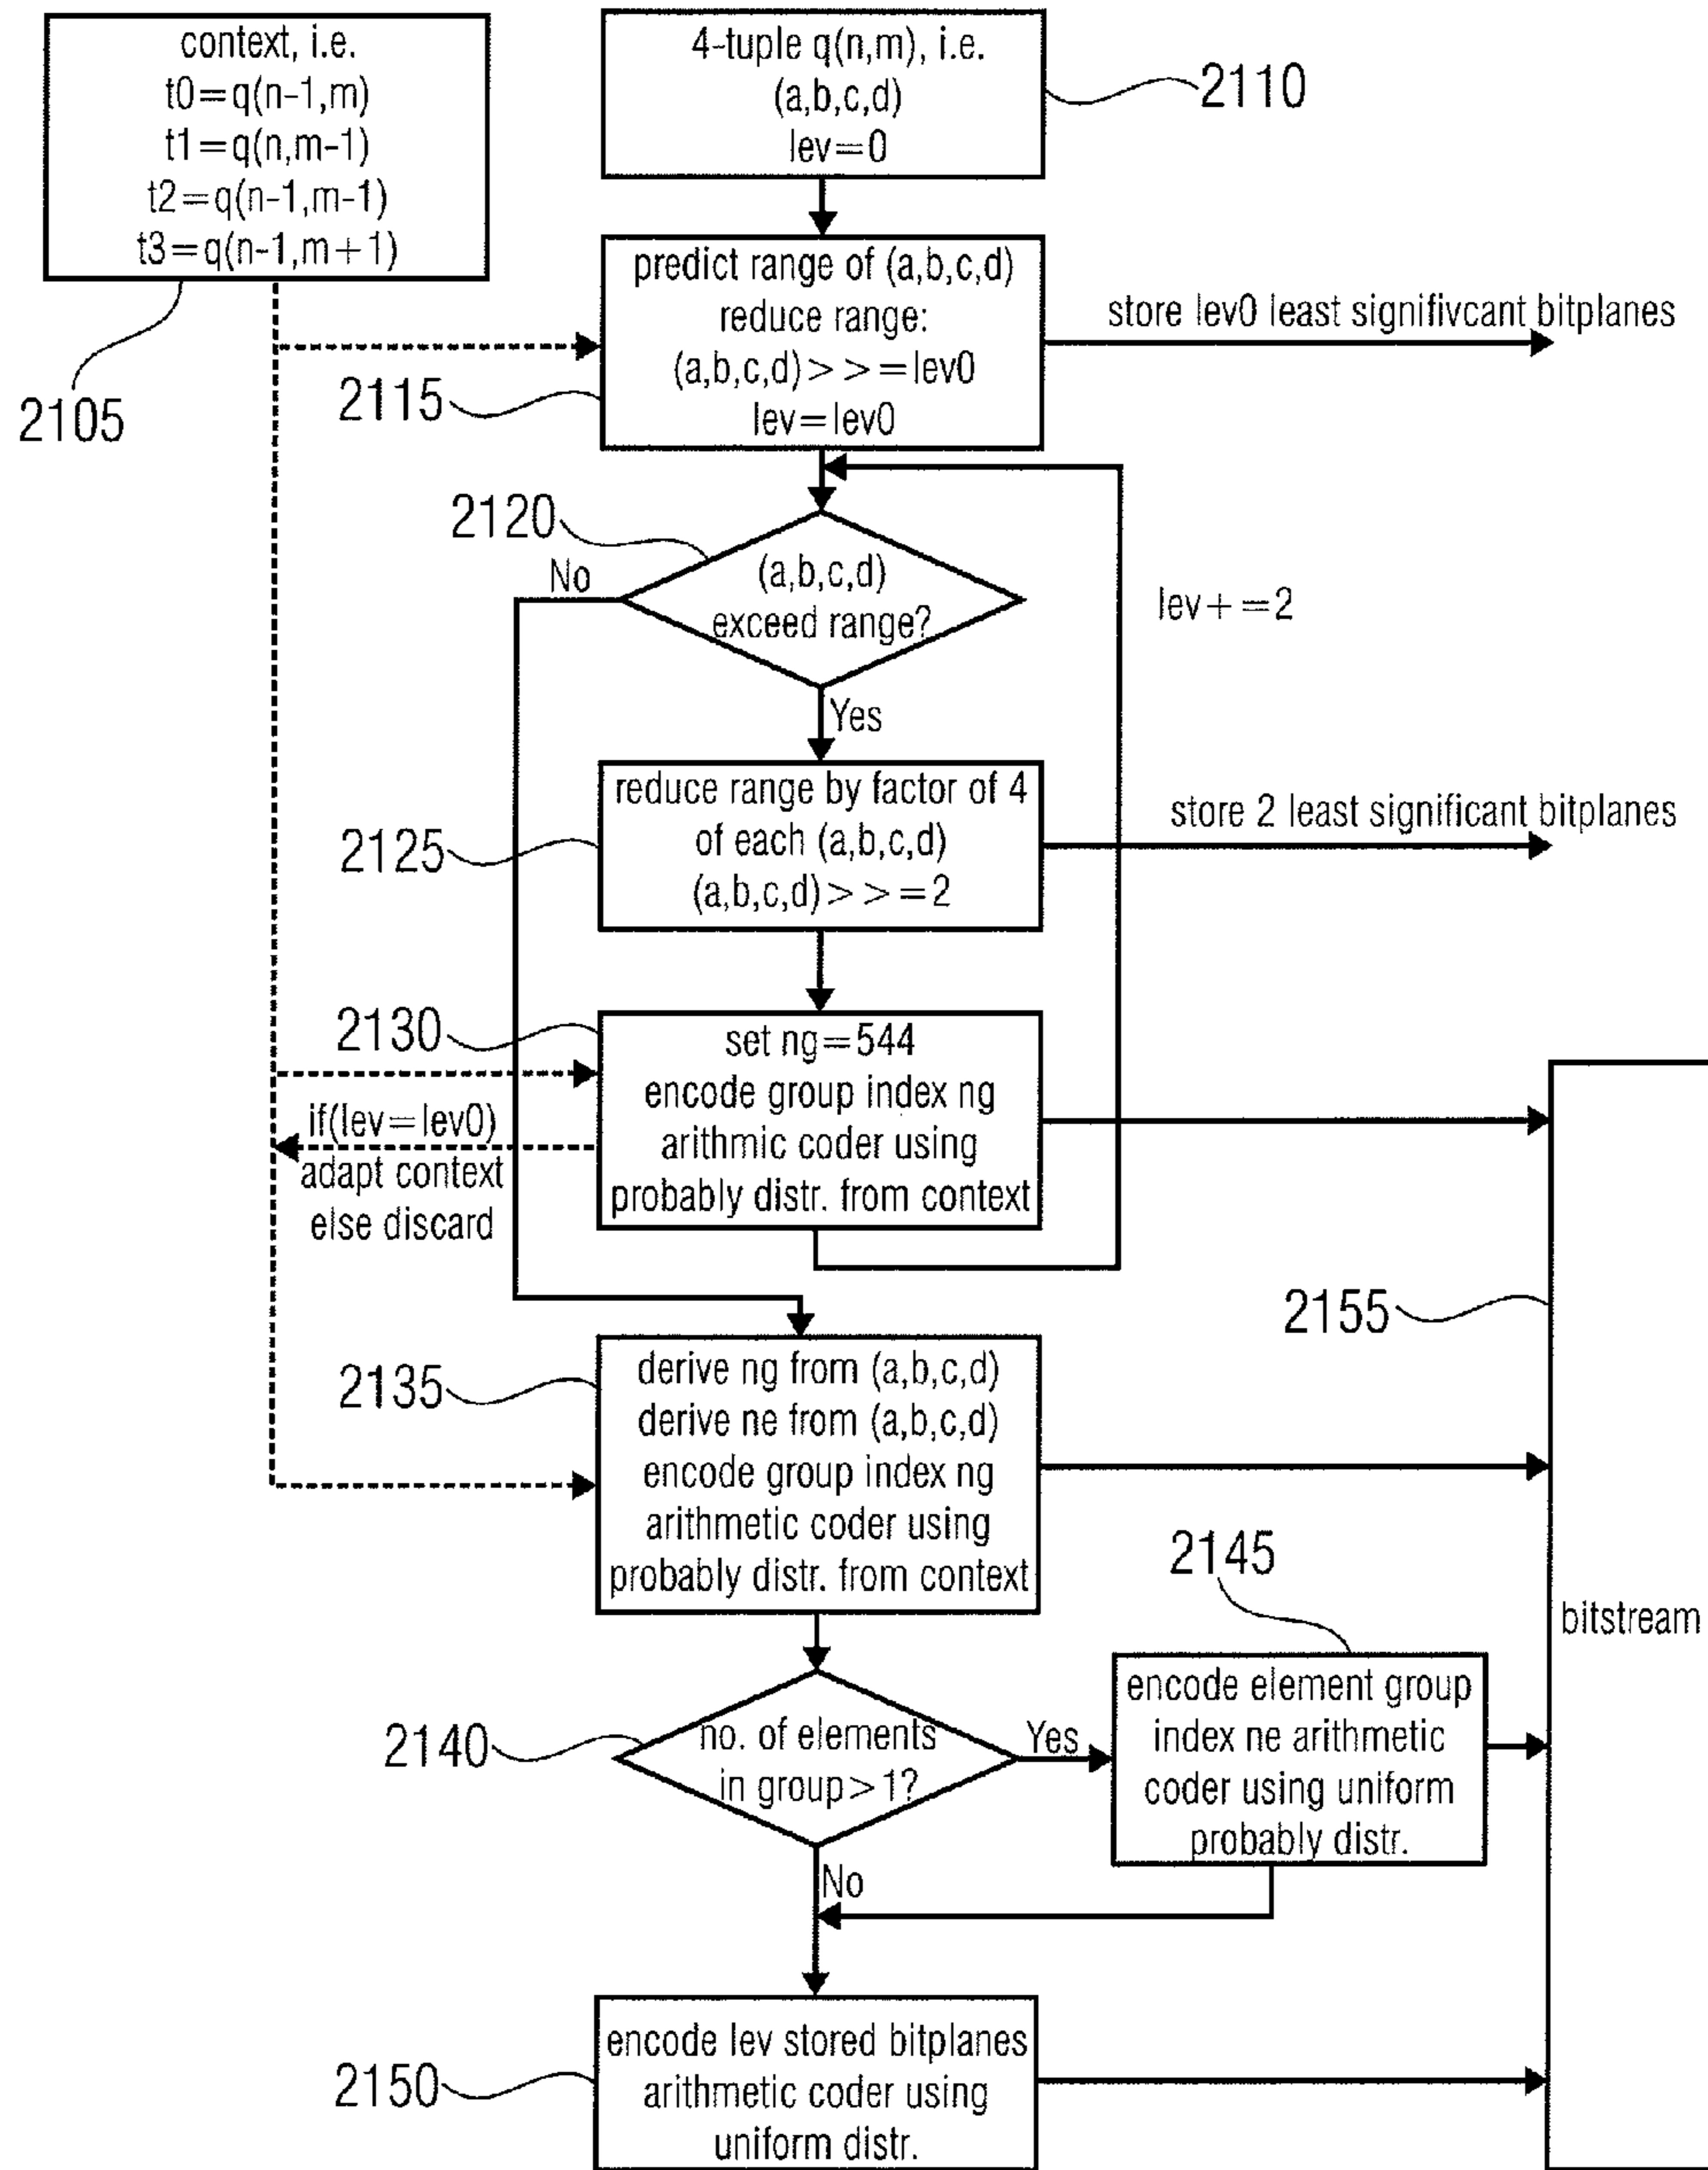 context, i.e.
t0=q(n-1,m)
t1=q(n,m-1)
t2=q(n-1,m-1)
t3=q(n-1,m+1)
2105
4-tuple q(n,m), i.e.
(a,b,c,d)
lev=0
2110
predict range of (a,b,c,d)
reduce range:
(a,b,c,d)>>=lev0
lev=lev0
2115
store lev0 least signifivcant bitplanes
2120
(a,b,c,d)
exceed range?
No
Yes
lev+=2
reduce range by factor of 4
of each (a,b,c,d)
(a,b,c,d)>>=2
2125
store 2 least significant bitplanes
2130
set ng=544
encode group index ng
arithmic coder using
probably distr. from context
if(lev=lev0)
adapt context
else discard
2135
derive ng from (a,b,c,d)
derive ne from (a,b,c,d)
encode group index ng
arithmetic coder using
probably distr. from context
2155
bitstream
2140
no. of elements
in group>1?
Yes
No
2145
encode element group
index ne arithmetic
coder using uniform
probably distr.
2150
encode lev stored bitplanes
arithmetic coder using
uniform distr.